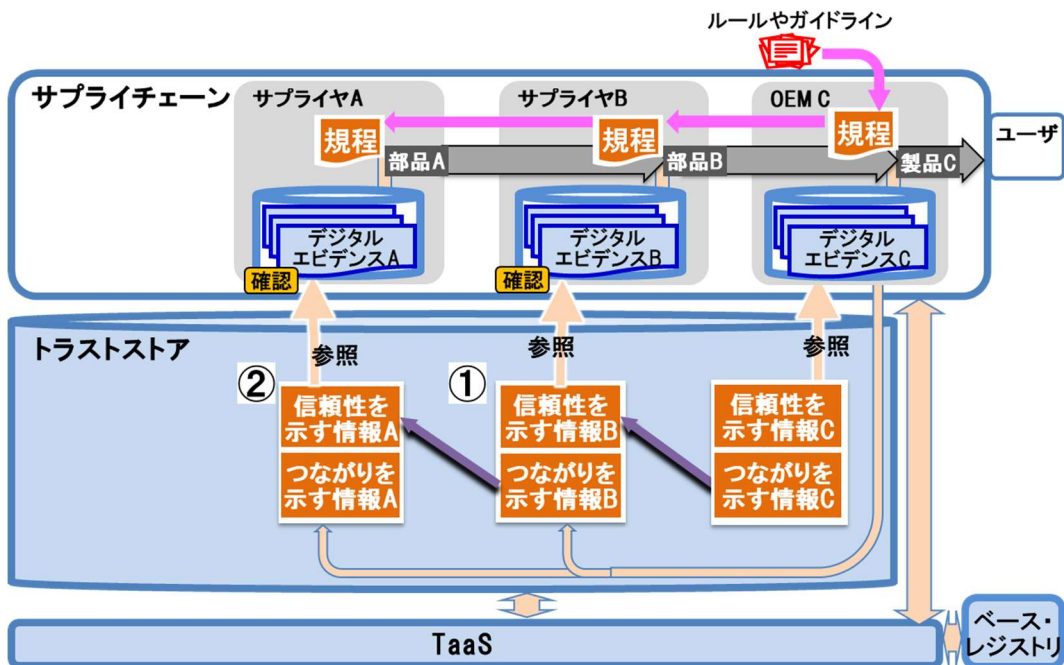 ルールやガイドライン
サプライチェーン
サプライヤA
サプライヤB
OEM C
ユーザ
規程
規程
規程
部品A
部品B
製品C
デジタル
エビデンスA
デジタル
エビデンスB
デジタル
エビデンスC
確認
確認
トラストストア
参照
参照
参照
②
①
信頼性を
示す情報A
信頼性を
示す情報B
信頼性を
示す情報C
つながりを
示す情報A
つながりを
示す情報B
つながりを
示す情報C
TaaS
ベース・
レジストリ